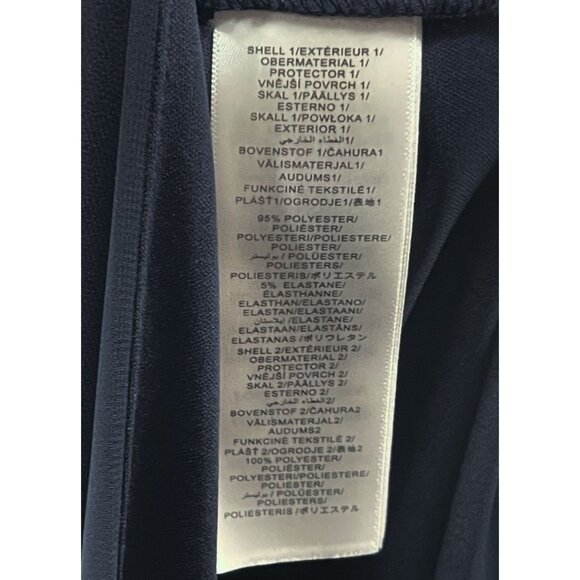 SHELL 1/EXTÉRIEUR 1/
OBERMATERIAL 1/
PROTECTOR 1/
VNĚJŠÍ POVRCH 1/
SKAL 1/PÄÄLLYS 1/
ESTERNO 1/
SKALL 1/POWŁOKA 1/
EXTERIOR 1/
الغطاء الخارجي1/
BOVENSTOF 1/ČAHURA1
VÄLISMATERJAL1/
AUDUMS1/
FUNKCINĖ TEKSTILĖ1/
PLÁŠŤ1/OGRODJE1/表地1
95% POLYESTER/
POLIÉSTER/
POLYESTERI/POLIESTERE/
POLIESTER/
بوليستر / POLÜESTER/
POLIESTERS/
POLIESTERIS/ポリエステル
5% ELASTANE/
ÉLASTHANNE/
ELASTHAN/ELASTANO/
ELASTAN/ELASTAANI/
إيلاستان/ELASTANE/
ELASTAAN/ELASTĀNS/
ELASTANAS/ポリウレタン
SHELL 2/EXTÉRIEUR 2/
OBERMATERIAL 2/
PROTECTOR 2/
VNĚJŠÍ POVRCH 2/
SKAL 2/PÄÄLLYS 2/
ESTERNO 2/
الغطاء الخارجي2/
BOVENSTOF 2/ČAHURA2
VÄLISMATERJAL2/
AUDUMS2
FUNKCINĖ TEKSTILĖ 2/
PLÁŠŤ 2/OGRODJE 2/表地2
100% POLYESTER/
POLIÉSTER/
POLYESTERI/POLIESTERE/
POLIESTER/
بوليستر / POLÜESTER/
POLIESTERS/
POLIESTERIS/ポリエステル